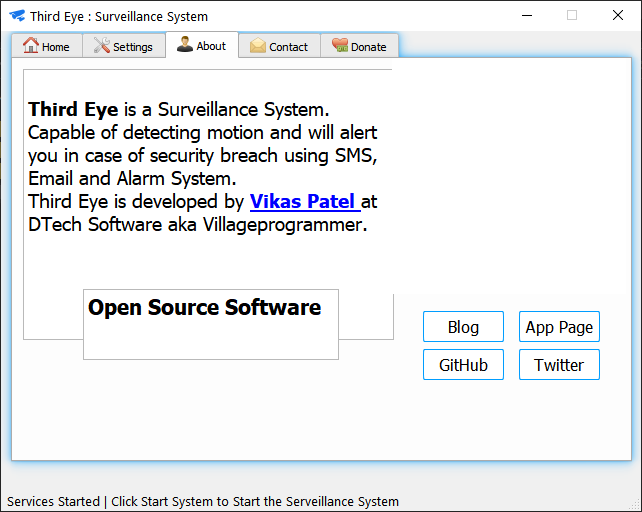 Third Eye : Surveillance System
Home Settings About Contact Donate
Third Eye is a Surveillance System.
Capable of detecting motion and will alert
you in case of security breach using SMS,
Email and Alarm System.
Third Eye is developed by Vikas Patel at
DTech Software aka Villageprogrammer.
Open Source Software
Blog App Page
GitHub Twitter
Services Started | Click Start System to Start the Serveillance System